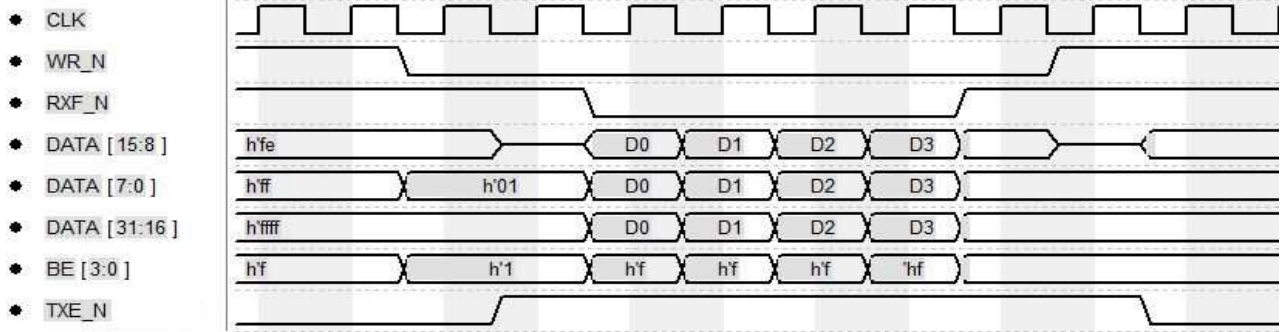 CLK
WR_N
RXF_N
DATA [15:8 ] h'fe D0 D1 D2 D3
DATA [7:0 ] h'ff h'01 D0 D1 D2 D3
DATA [31:16 ] h'ffff D0 D1 D2 D3
BE [3:0 ] h'f h'1 h'f h'f h'f 'hf
TXE_N